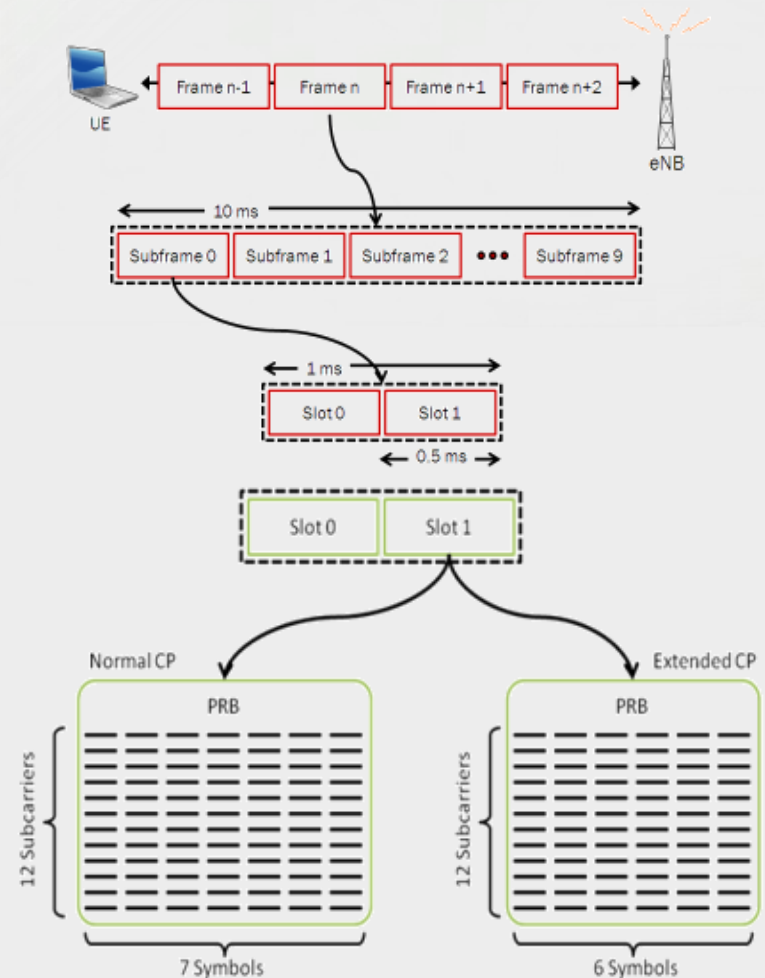 Frame n-1 Frame n Frame n+1 Frame n+2
UE
eNB
10 ms
Subframe 0 Subframe 1 Subframe 2 ••• Subframe 9
1 ms
Slot 0 Slot 1
0.5 ms
Slot 0 Slot 1
Normal CP Extended CP
PRB PRB
12 Subcarriers 12 Subcarriers
7 Symbols 6 Symbols